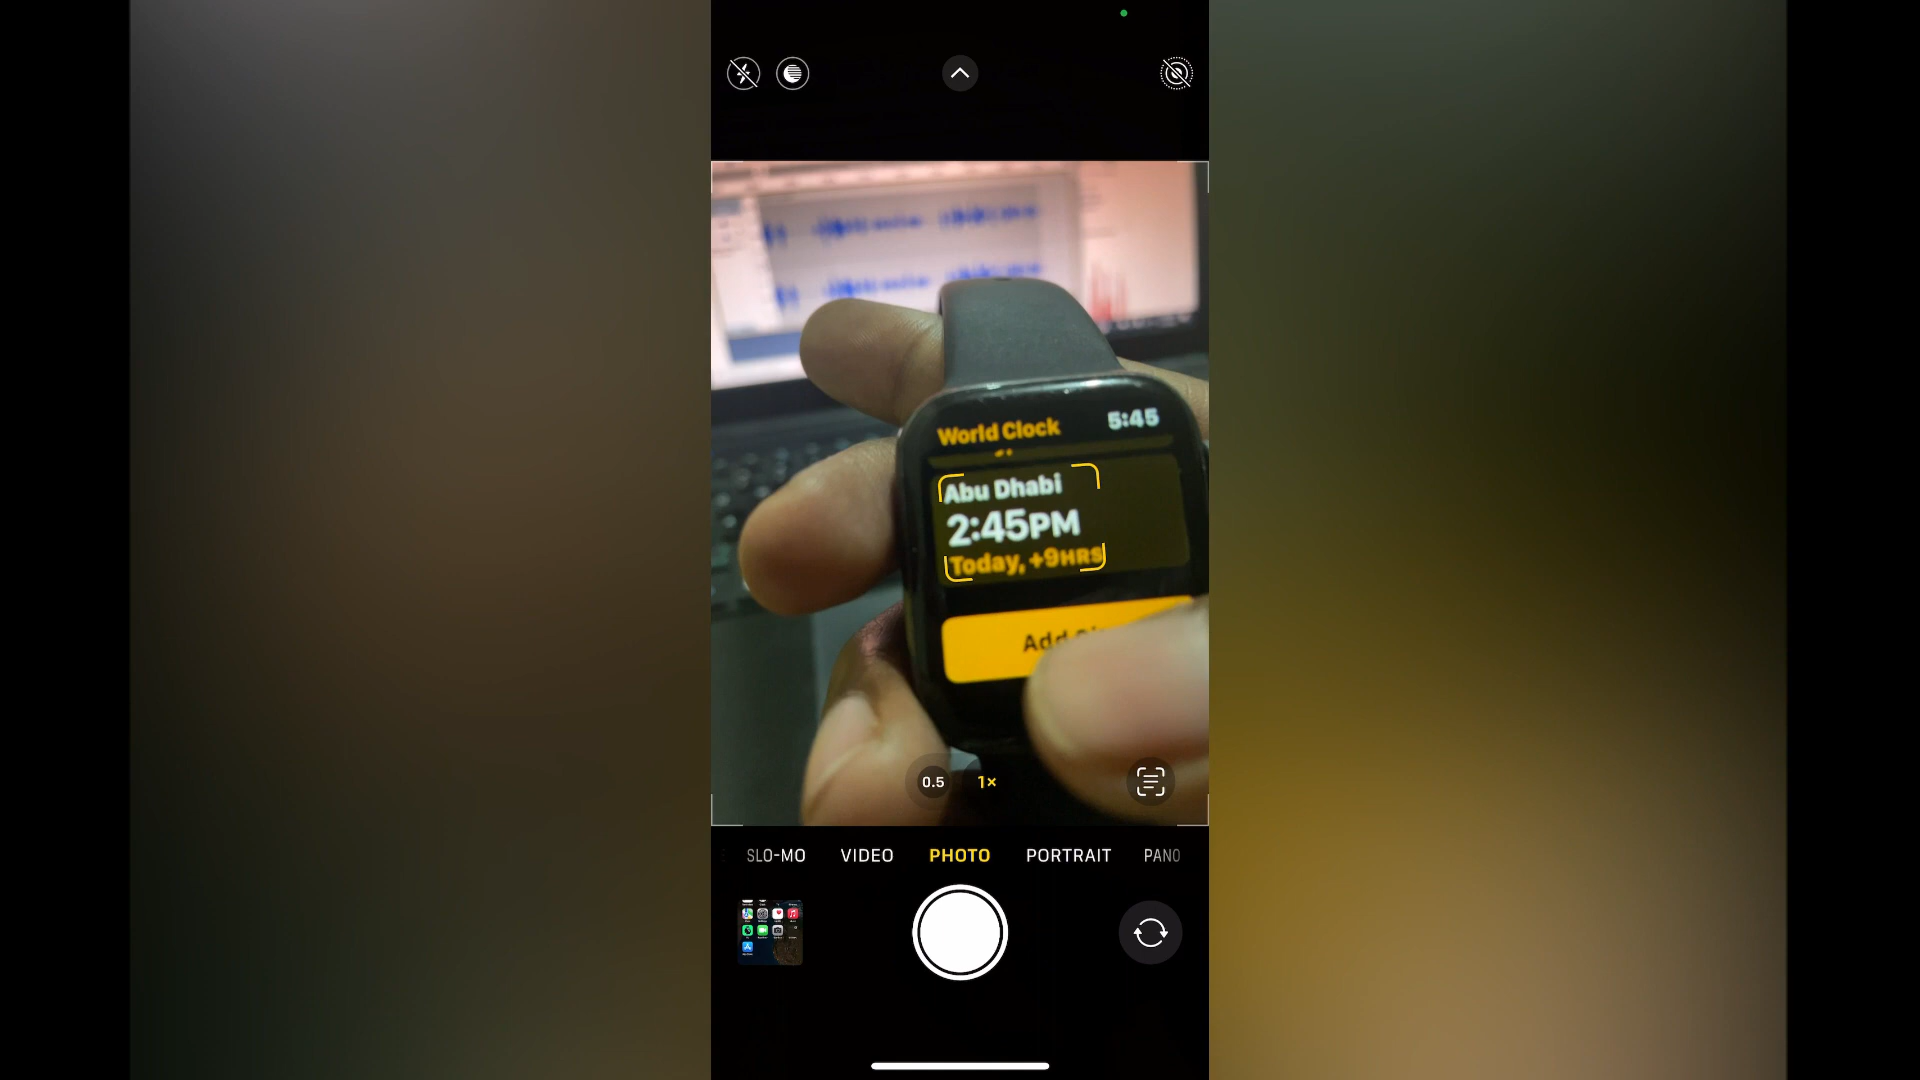 World Clock 5:45
Abu Dhabi
2:45PM
Today, +9HRS
Add
0.5 1×
SLO-MO VIDEO PHOTO PORTRAIT PANO